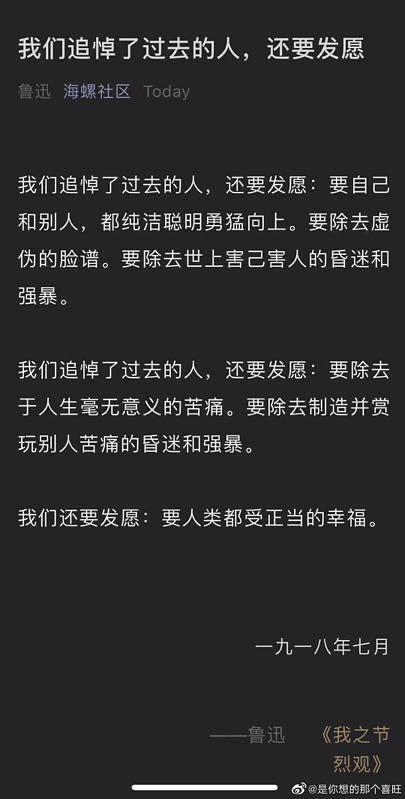 我们追悼了过去的人，还要发愿
鲁迅 海螺社区 Today
我们追悼了过去的人，还要发愿：要自己
和别人，都纯洁聪明勇猛向上。要除去虚
伪的脸谱。要除去世上害己害人的昏迷和
强暴。
我们追悼了过去的人，还要发愿：要除去
于人生毫无意义的苦痛。要除去制造并赏
玩别人苦痛的昏迷和强暴。
我们还要发愿：要人类都受正当的幸福。
一九一八年七月
——鲁迅 《我之节
烈观》
@是你想的那个喜旺